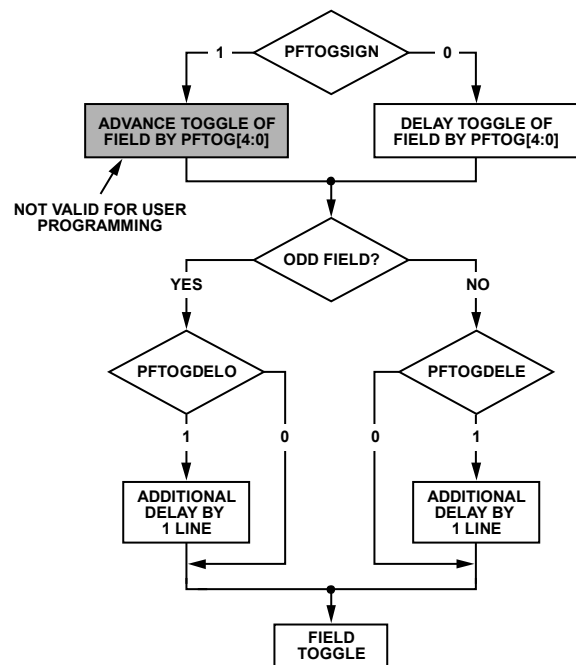 PFTOGSIGN
1
0
ADVANCE TOGGLE OF
FIELD BY PFTOG[4:0]
DELAY TOGGLE OF
FIELD BY PFTOG[4:0]
NOT VALID FOR USER
PROGRAMMING
ODD FIELD?
YES
NO
PFTOGDELO
PFTOGDELE
1
0
0
1
ADDITIONAL
DELAY BY
1 LINE
ADDITIONAL
DELAY BY
1 LINE
FIELD
TOGGLE